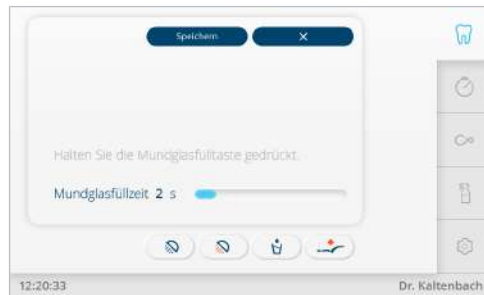 Speichern
Halten Sie die Mundglasfülltaste gedrückt.
Mundglasfüllzeit 2 s
12:20:33 Dr. Kaltenbach